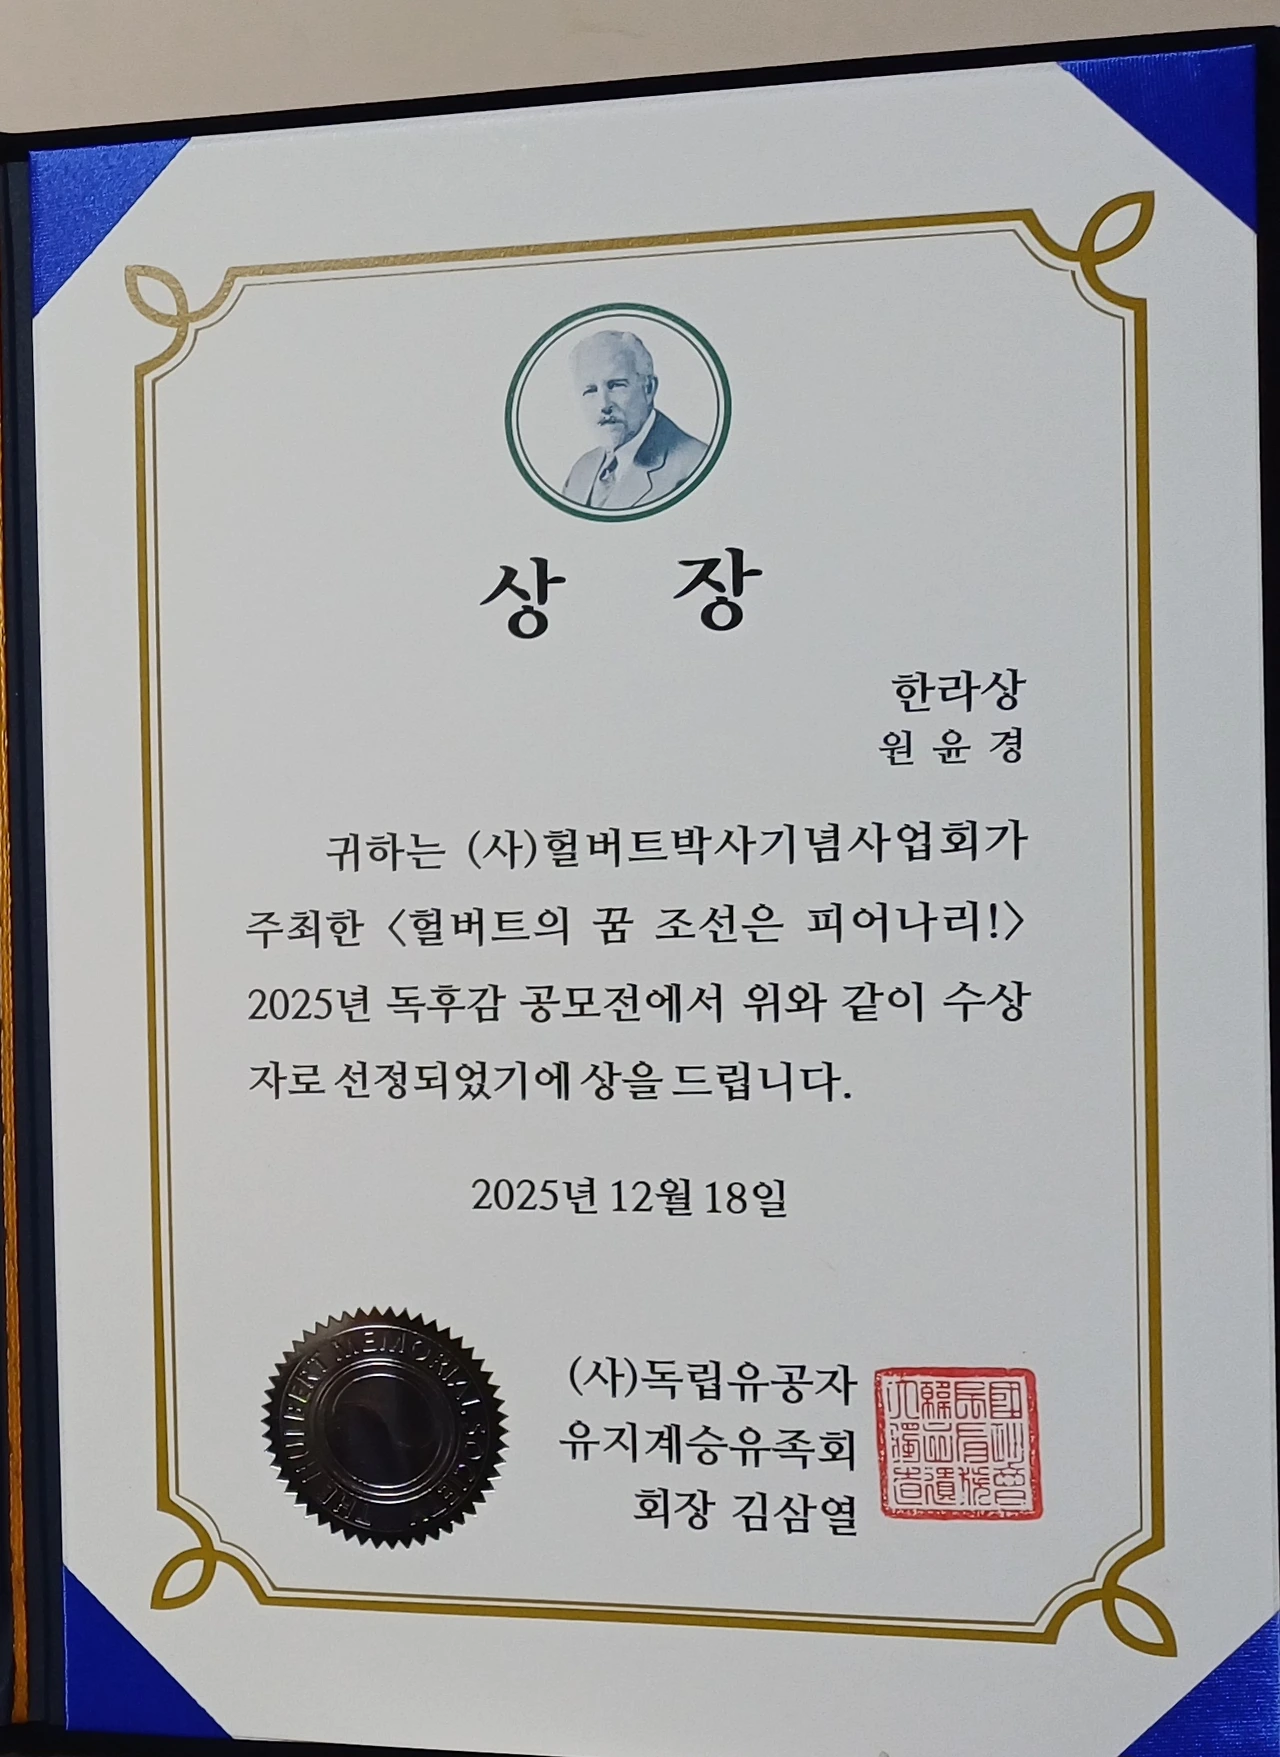 상 장
한라상
원 윤 경
귀하는 (사)헐버트박사기념사업회가
주최한 〈헐버트의 꿈 조선은 피어나리!〉
2025년 독후감 공모전에서 위와 같이 수상
자로 선정되었기에 상을 드립니다.
2025년 12월 18일
THE HULBERT MEMORIAL SOCIETY
(사)독립유공자
유지계승유족회
회장 김삼열